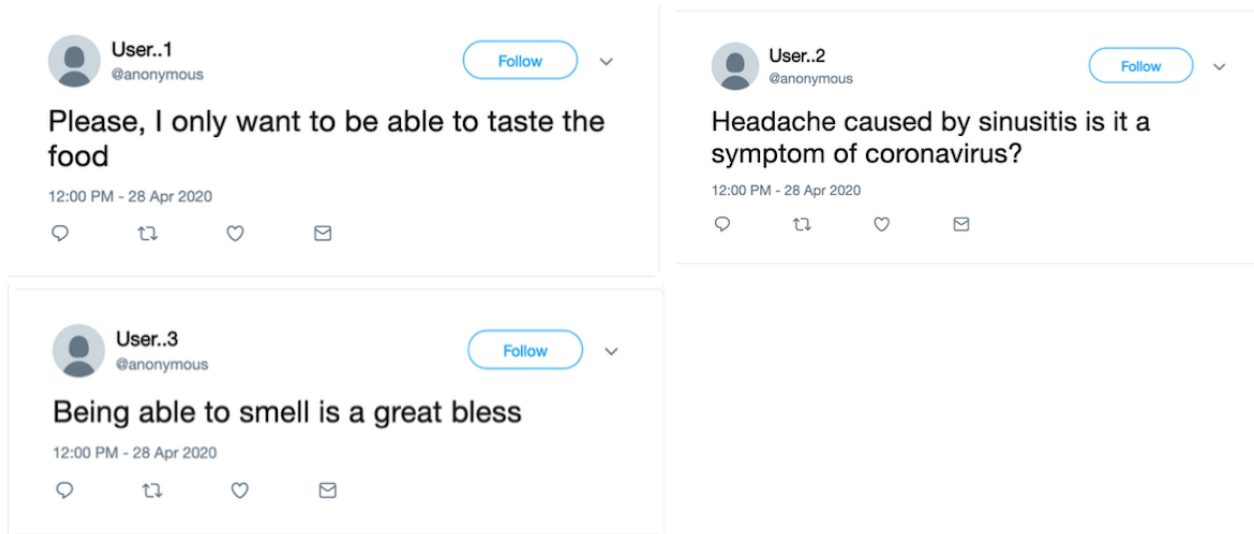 User..1
@anonymous
Follow
Please, I only want to be able to taste the
food
12:00 PM - 28 Apr 2020
User..2
@anonymous
Follow
Headache caused by sinusitis is it a
symptom of coronavirus?
12:00 PM - 28 Apr 2020
User..3
@anonymous
Follow
Being able to smell is a great bless
12:00 PM - 28 Apr 2020